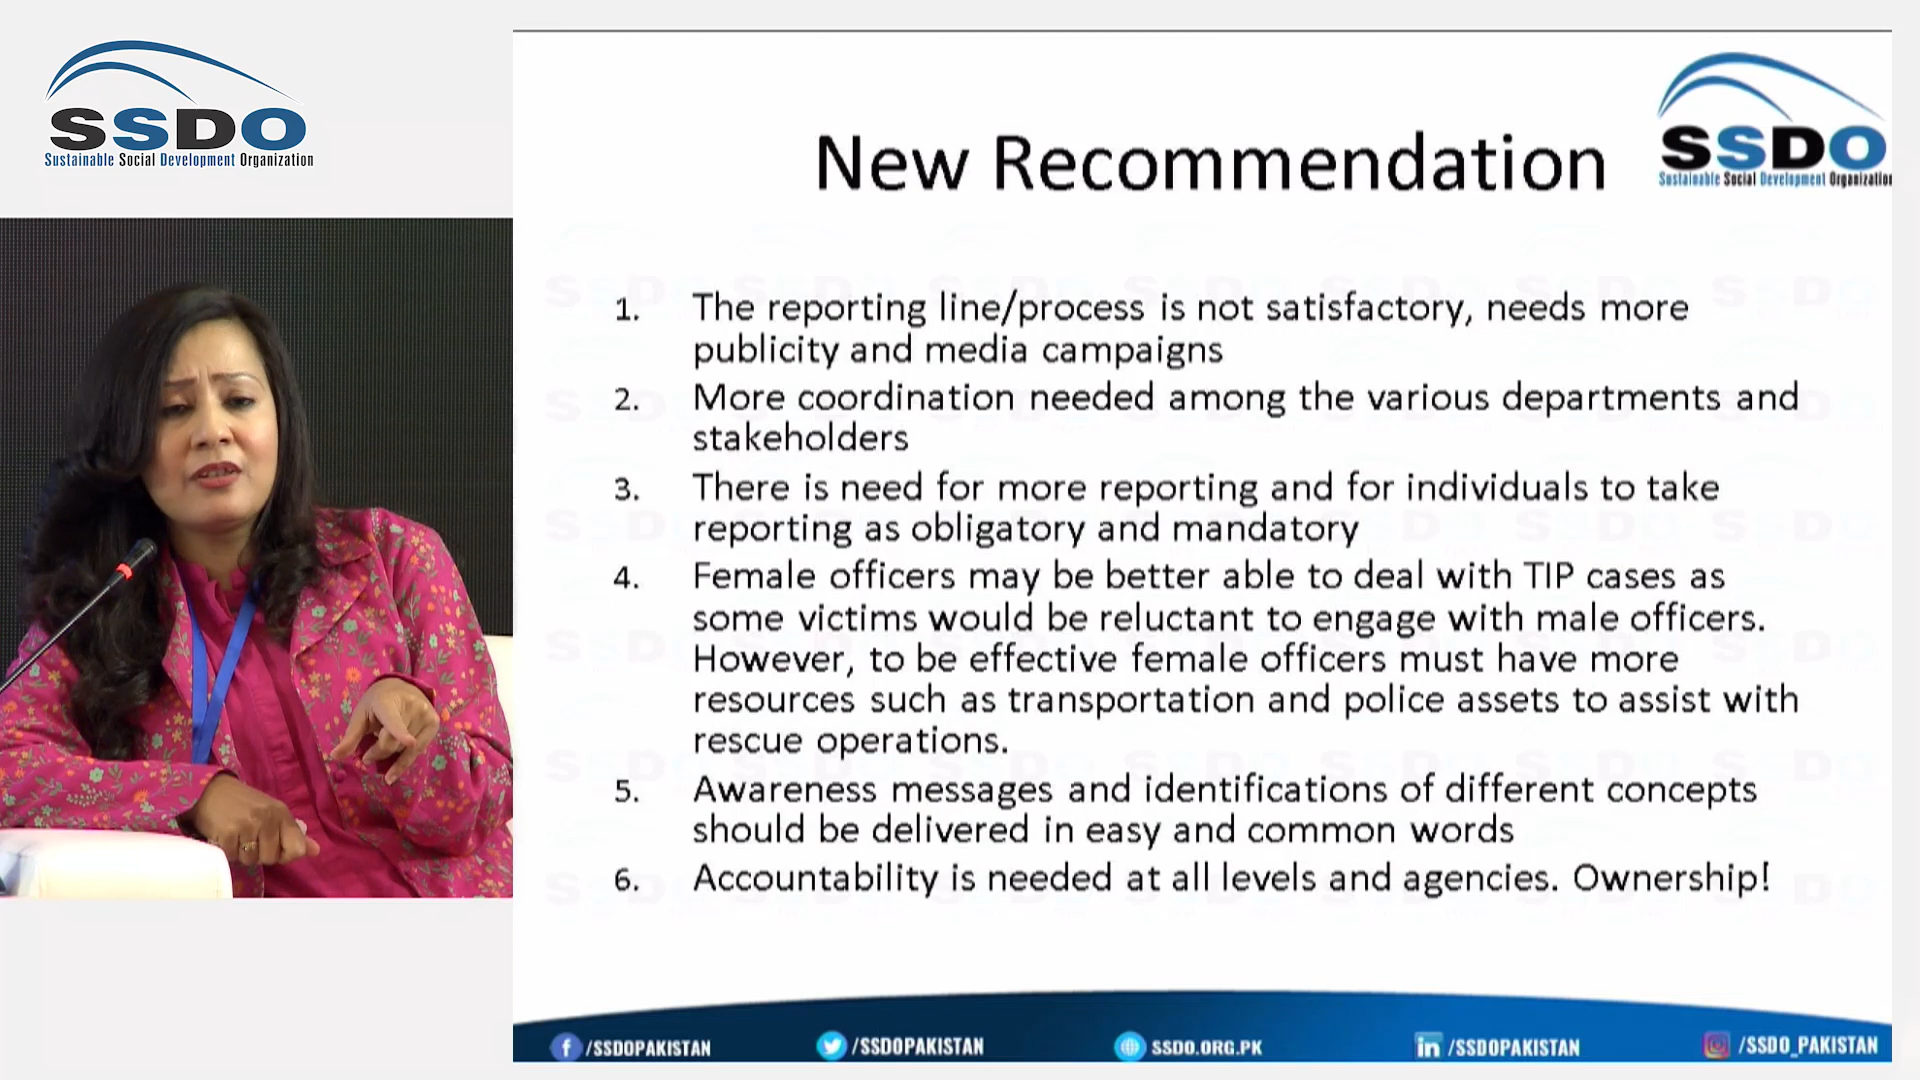 SSDO
Sustainable Social Development Organization
SSDO
Sustainable Social Development Organization
New Recommendation
1. The reporting line/process is not satisfactory, needs more
publicity and media campaigns
2. More coordination needed among the various departments and
stakeholders
3. There is need for more reporting and for individuals to take
reporting as obligatory and mandatory
4. Female officers may be better able to deal with TIP cases as
some victims would be reluctant to engage with male officers.
However, to be effective female officers must have more
resources such as transportation and police assets to assist with
rescue operations.
5. Awareness messages and identifications of different concepts
should be delivered in easy and common words
6. Accountability is needed at all levels and agencies. Ownership!
/SSDOPAKISTAN
/SSDOPAKISTAN
SSDO.ORG.PK
/SSDOPAKISTAN
/SSDO_PAKISTAN